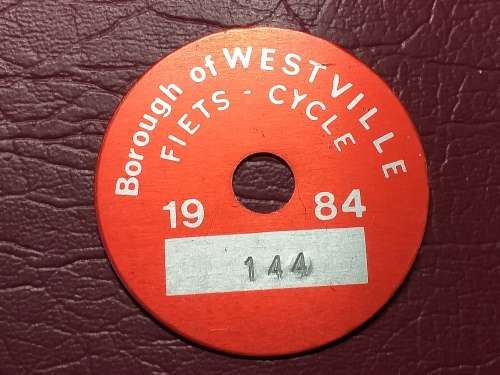 Borough of WESTVILLE
FIETS - CYCLE
19 84
144